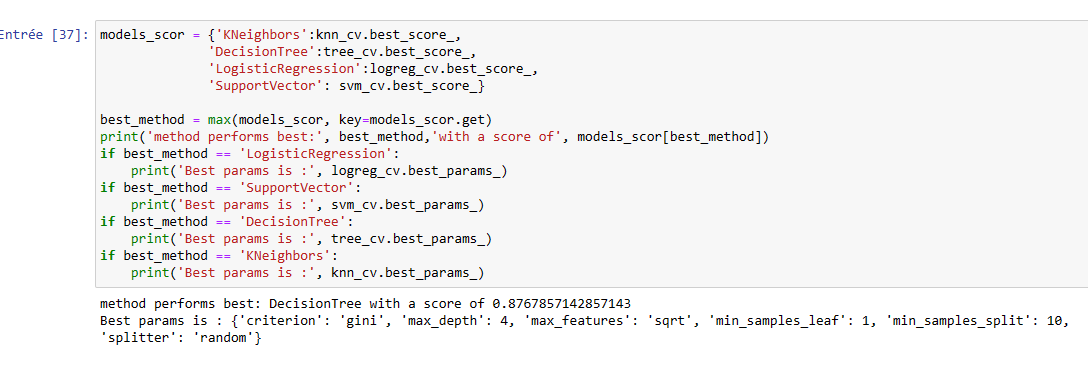 Entrée [37]: models_scor = {'KNeighbors':knn_cv.best_score_,
'DecisionTree':tree_cv.best_score_,
'LogisticRegression':logreg_cv.best_score_,
'SupportVector': svm_cv.best_score_}
best_method = max(models_scor, key=models_scor.get)
print('method performs best:', best_method,'with a score of', models_scor[best_method])
if best_method == 'LogisticRegression':
print('Best params is :', logreg_cv.best_params_)
if best_method == 'SupportVector':
print('Best params is :', svm_cv.best_params_)
if best_method == 'DecisionTree':
print('Best params is :', tree_cv.best_params_)
if best_method == 'KNeighbors':
print('Best params is :', knn_cv.best_params_)
method performs best: DecisionTree with a score of 0.8767857142857143
Best params is : {'criterion': 'gini', 'max_depth': 4, 'max_features': 'sqrt', 'min_samples_leaf': 1, 'min_samples_split': 10,
'splitter': 'random'}